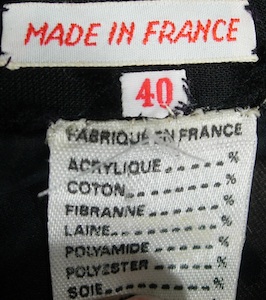 MADE IN FRANCE
40
FABRIQUE EN FRANCE
ACRYLIQUE.....%
COTON........%
FIBRANNE.....%
LAINE........%
POLYAMIDE....%
POLYESTER....%
SOIE.........%